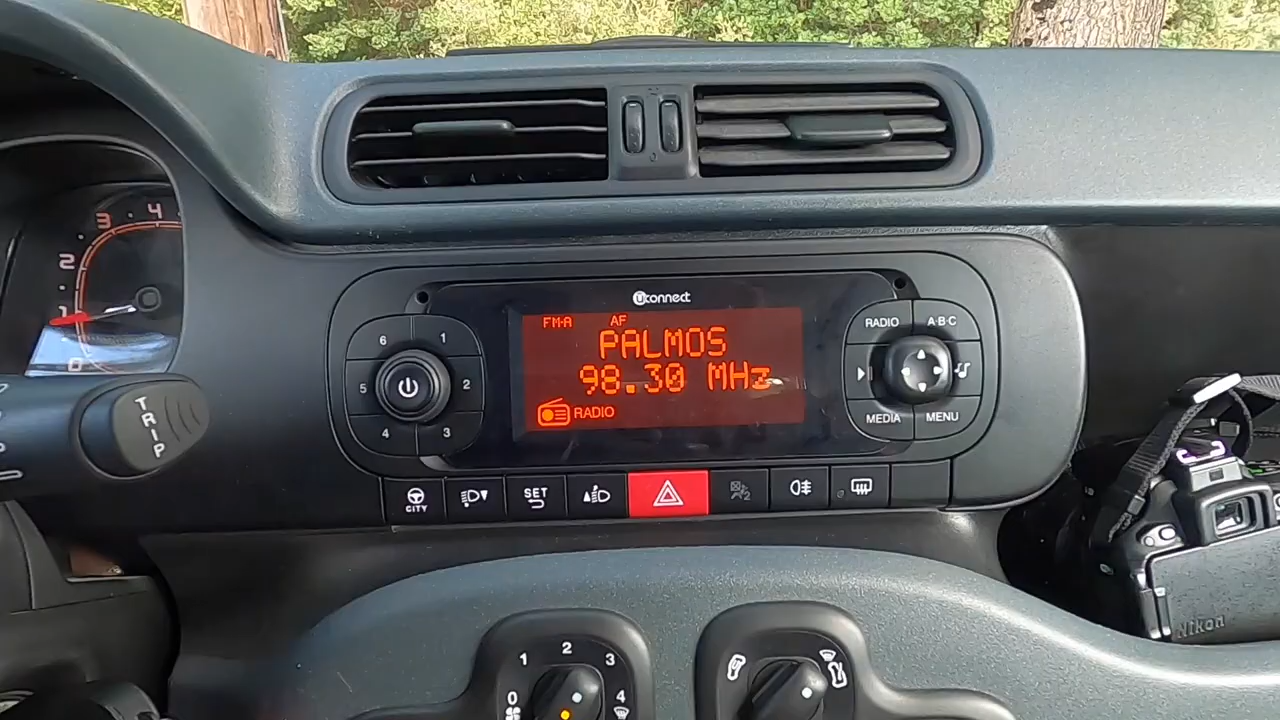 4
3
2
1
0
uconnect
FM-A AF
PALMOS
98.30 MHz
RADIO
6 1
5 2
4 3
RADIO A·B·C
MEDIA MENU
TRIP
CITY
SET
2
Nikon
0 1 2 3 4